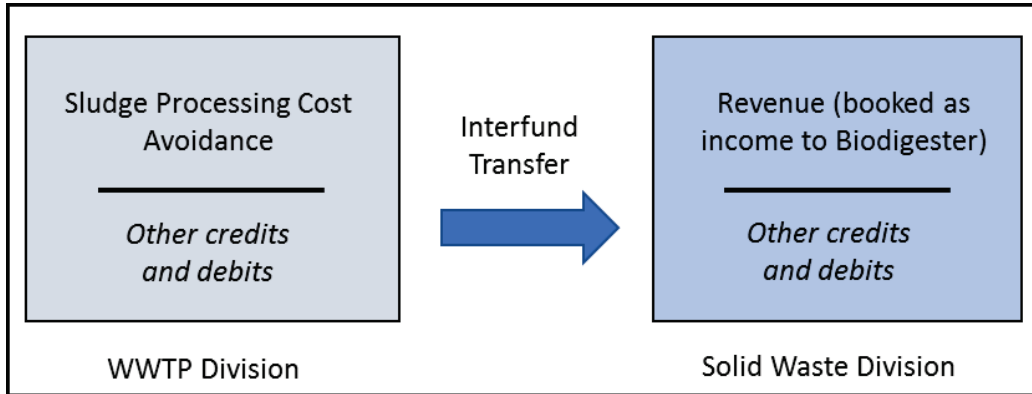 Sludge Processing Cost
Avoidance
Other credits
and debits
WWTP Division
Interfund
Transfer
Revenue (booked as
income to Biodigester)
Other credits
and debits
Solid Waste Division